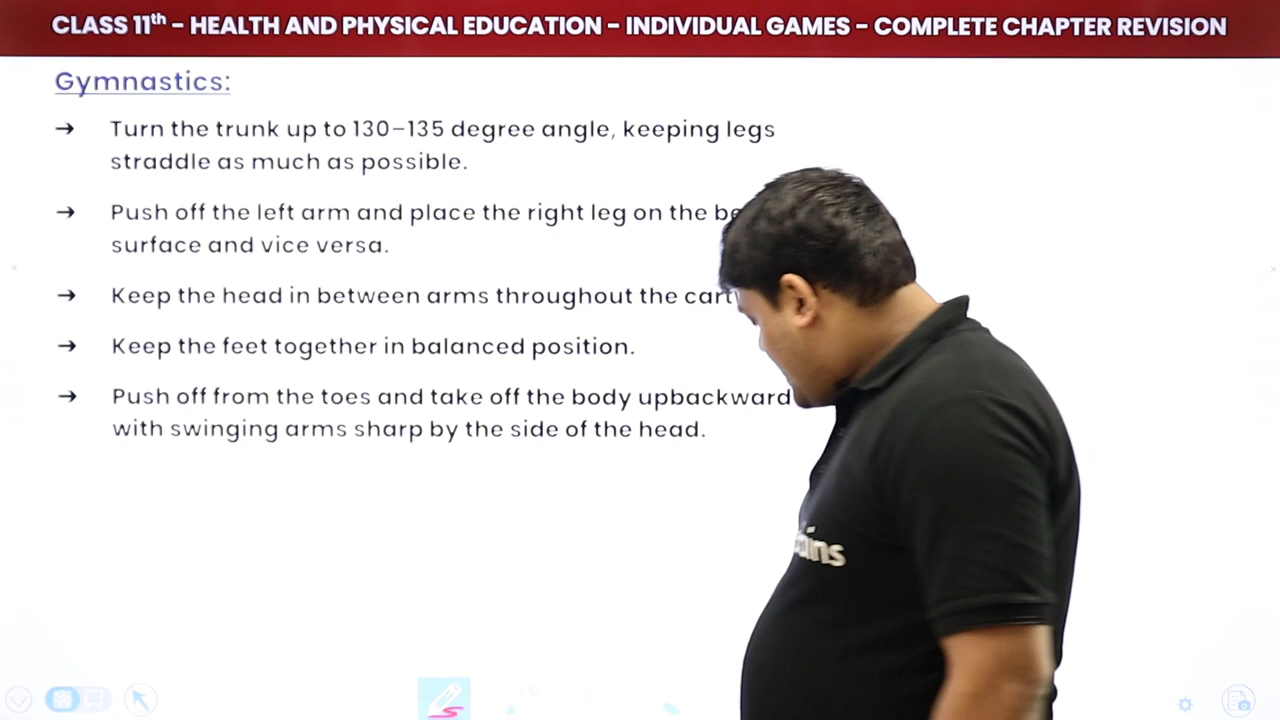 CLASS 11th – HEALTH AND PHYSICAL EDUCATION – INDIVIDUAL GAMES – COMPLETE CHAPTER REVISION
Gymnastics:
→ Turn the trunk up to 130–135 degree angle, keeping legs
straddle as much as possible.
→ Push off the left arm and place the right leg on the
surface and vice versa.
→ Keep the head in between arms throughout the
→ Keep the feet together in balanced position.
→ Push off from the toes and take off the body upbackward
with swinging arms sharp by the side of the head.